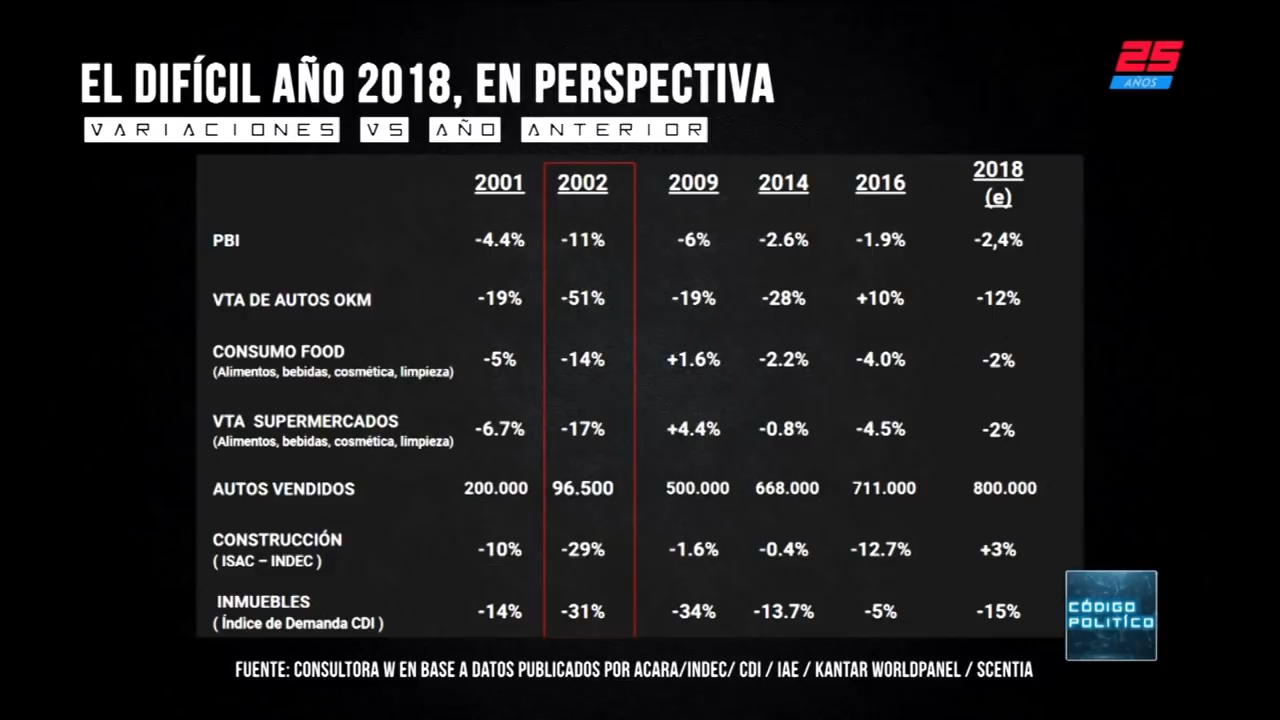 EL DIFÍCIL AÑO 2018, EN PERSPECTIVA
25
AÑOS
VARIACIONES VS AÑO ANTERIOR
2001 2002 2009 2014 2016 2018 (e)
PBI -4.4% -11% -6% -2.6% -1.9% -2,4%
VTA DE AUTOS OKM -19% -51% -19% -28% +10% -12%
CONSUMO FOOD -5% -14% +1.6% -2.2% -4.0% -2%
(Alimentos, bebidas, cosmética, limpieza)
VTA SUPERMERCADOS -6.7% -17% +4.4% -0.8% -4.5% -2%
(Alimentos, bebidas, cosmética, limpieza)
AUTOS VENDIDOS 200.000 96.500 500.000 668.000 711.000 800.000
CONSTRUCCIÓN -10% -29% -1.6% -0.4% -12.7% +3%
( ISAC – INDEC )
INMUEBLES -14% -31% -34% -13.7% -5% -15%
( Índice de Demanda CDI )
CÓDIGO
POLITÍCO
FUENTE: CONSULTORA W EN BASE A DATOS PUBLICADOS POR ACARA/INDEC/ CDI / IAE / KANTAR WORLDPANEL / SCENTIA